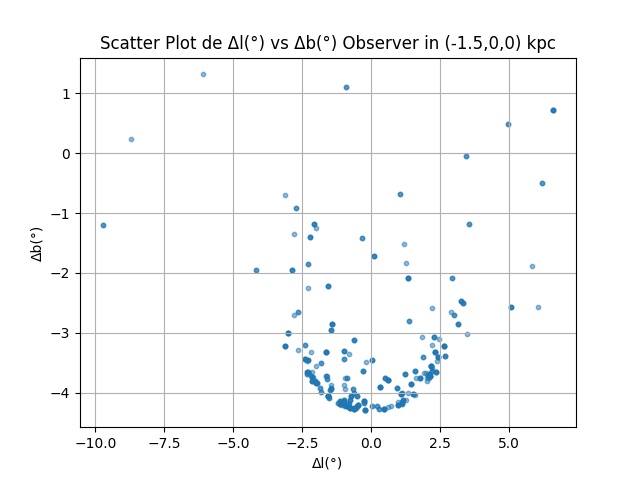 Scatter Plot de Δl(°) vs Δb(°) Observer in (-1.5,0,0) kpc
1
0
−1
−2
−3
−4
Δb(°)
−10.0 −7.5 −5.0 −2.5 0.0 2.5 5.0
Δl(°)